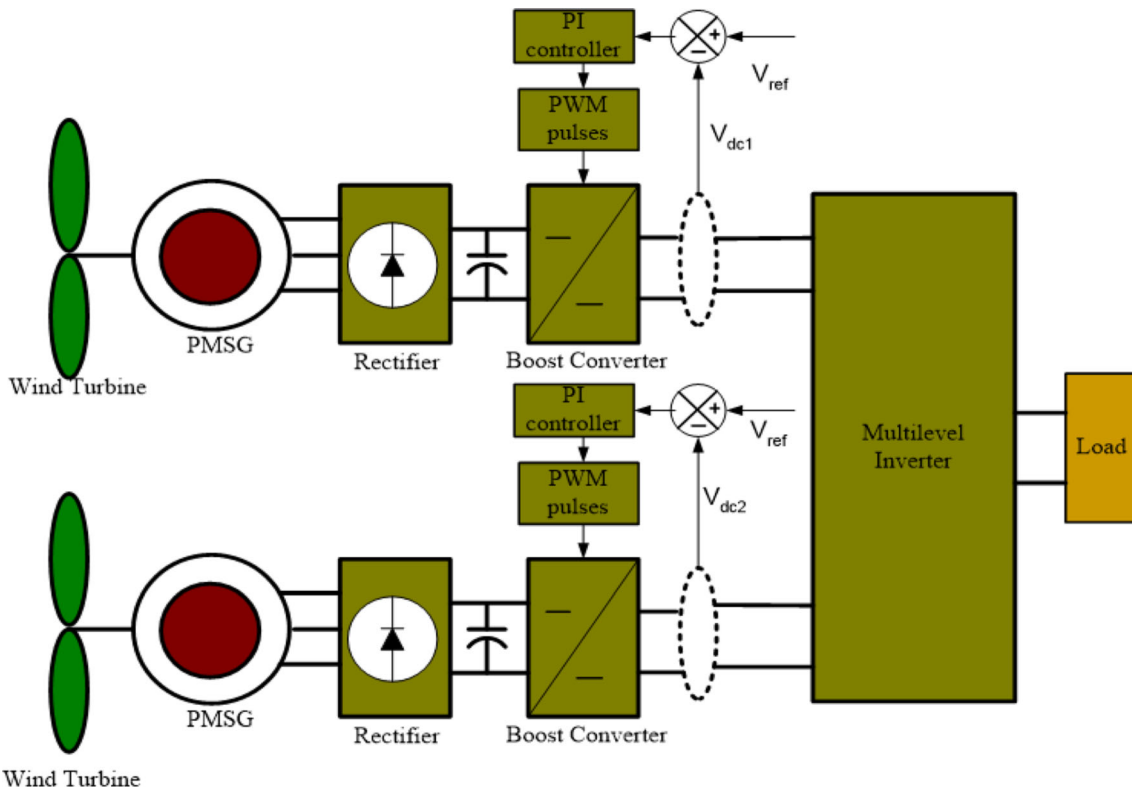 PI
controller
+
−
V_ref
PWM
pulses
V_dc1
PMSG
Rectifier
Boost Converter
Wind Turbine
PI
controller
+
−
V_ref
Multilevel
Inverter
Load
PWM
pulses
V_dc2
PMSG
Rectifier
Boost Converter
Wind Turbine